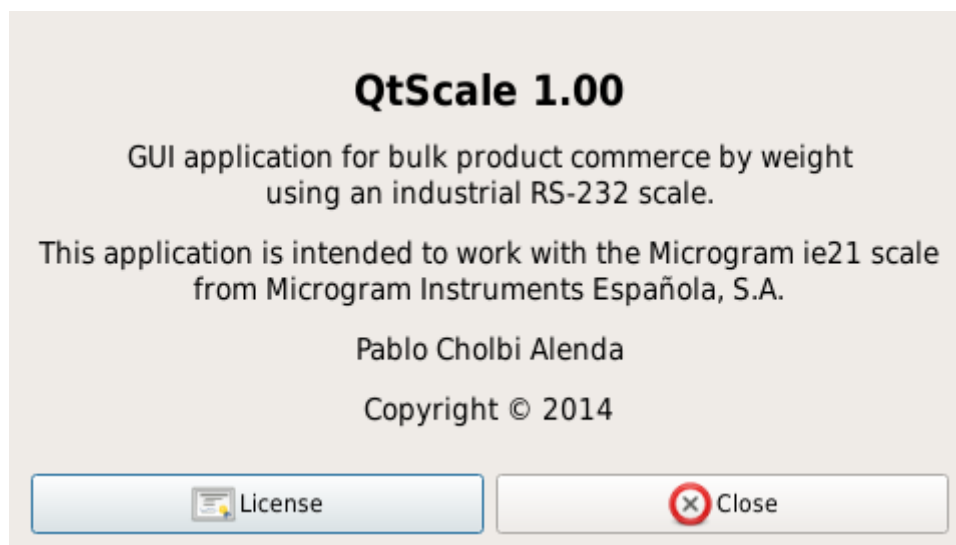 QtScale 1.00
GUI application for bulk product commerce by weight
using an industrial RS-232 scale.
This application is intended to work with the Microgram ie21 scale
from Microgram Instruments Española, S.A.
Pablo Cholbi Alenda
Copyright © 2014
License
Close